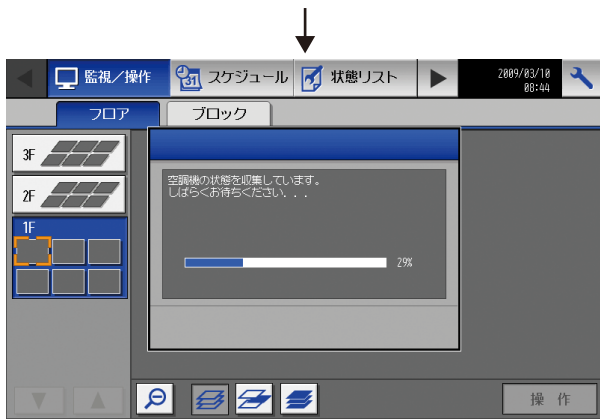 監視/操作
31
スケジュール
状態リスト
2009/03/10
08:44
フロア
ブロック
3F
2F
1F
空調機の状態を収集しています。
しばらくお待ちください．．．
29%
操 作